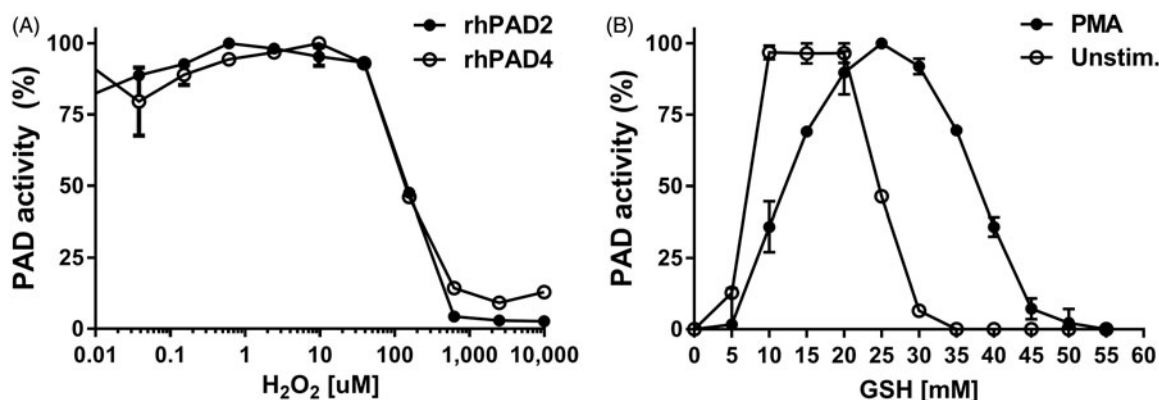 (A)
rhPAD2
rhPAD4
PAD activity (%)
100
75
50
25
0
0.01 0.1 1 10 100 1,000 10,000
H2O2 [uM]
(B)
PMA
Unstim.
PAD activity (%)
100
75
50
25
0
0 5 10 15 20 25 30 35 40 45 50 55
GSH [mM]